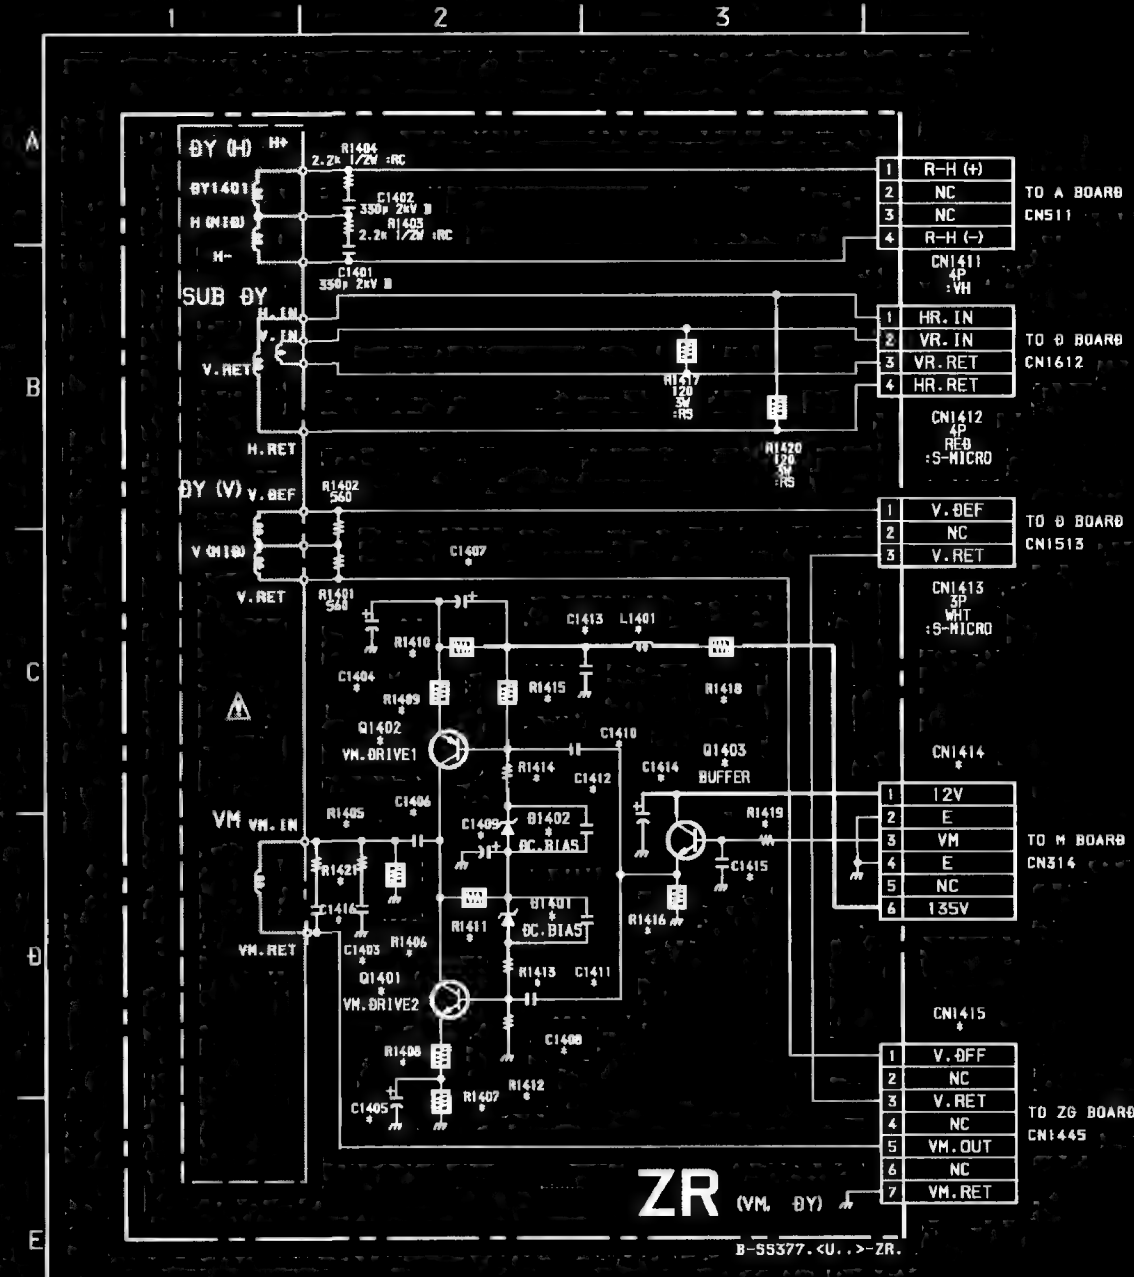 1 2 3
A
B
C
D
E
DY (H) H+
DY1401
H (MID)
H-
R1404
2.2k 1/2W :RC
C1402
330p 2kV B
R1403
2.2k 1/2W :RC
C1401
330p 2kV B
1 R-H (+)
2 NC
3 NC
4 R-H (-)
TO A BOARD
CN511
CN1411
4P
:VH
SUB DY
H.IN
V.IN
V.RET
H.RET
R1417
120
3W
:RS
R1420
120
3W
:RS
1 HR.IN
2 VR.IN
3 VR.RET
4 HR.RET
TO D BOARD
CN1612
CN1412
4P
RED
:S-MICRO
DY (V) V.DEF
V (MID)
V.RET
R1402
560
R1401
560
1 V.DEF
2 NC
3 V.RET
TO D BOARD
CN1513
CN1413
3P
WHT
:S-MICRO
C1407
*
R1410
*
C1404
*
R1409
*
C1413
*
L1401
*
R1415
*
R1418
*
Q1402
*
VM.DRIVE1
R1414
*
C1410
*
C1412
*
C1414
*
Q1403
*
BUFFER
CN1414
*
VM VM.IN
VM.RET
R1405
*
C1406
*
C1409
*
D1402
*
DC.BIAS
R1419
*
C1415
*
R1421
*
C1416
*
C1403
*
R1406
*
R1411
*
D1401
*
DC.BIAS
R1416
*
1 12V
2 E
3 VM
4 E
5 NC
6 135V
TO M BOARD
CN314
Q1401
*
VM.DRIVE2
R1413
*
C1411
*
C1408
*
R1408
*
R1407
*
R1412
*
C1405
*
CN1415
*
1 V.DFF
2 NC
3 V.RET
4 NC
5 VM.OUT
6 NC
7 VM.RET
TO ZG BOARD
CN1445
ZR (VM, DY)
B-SS377.<U..>-ZR.